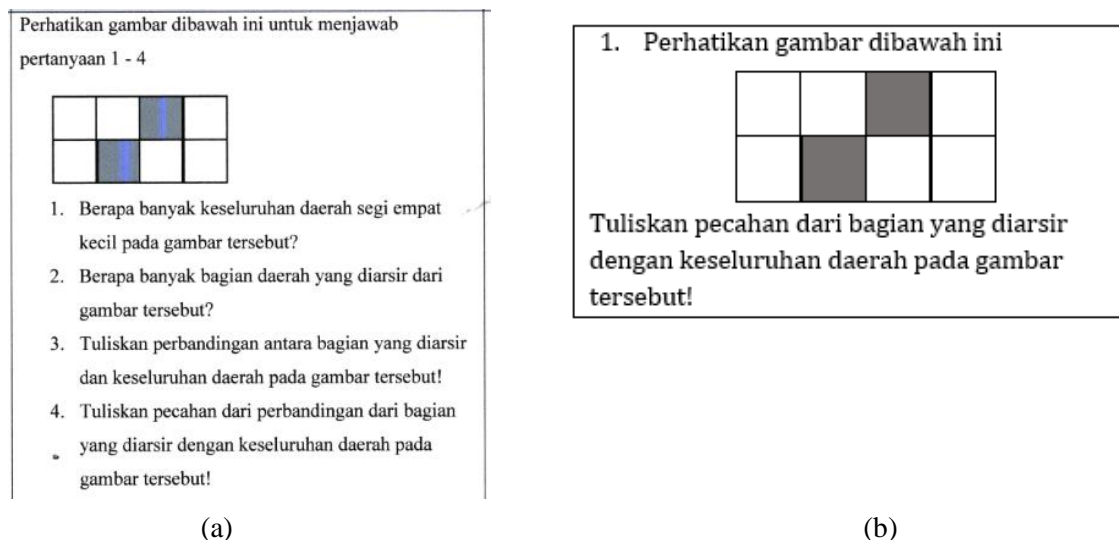 Perhatikan gambar dibawah ini untuk menjawab
pertanyaan 1 - 4
1. Berapa banyak keseluruhan daerah segi empat
kecil pada gambar tersebut?
2. Berapa banyak bagian daerah yang diarsir dari
gambar tersebut?
3. Tuliskan perbandingan antara bagian yang diarsir
dan keseluruhan daerah pada gambar tersebut!
4. Tuliskan pecahan dari perbandingan dari bagian
yang diarsir dengan keseluruhan daerah pada
gambar tersebut!
(a)
1. Perhatikan gambar dibawah ini
Tuliskan pecahan dari bagian yang diarsir
dengan keseluruhan daerah pada gambar
tersebut!
(b)